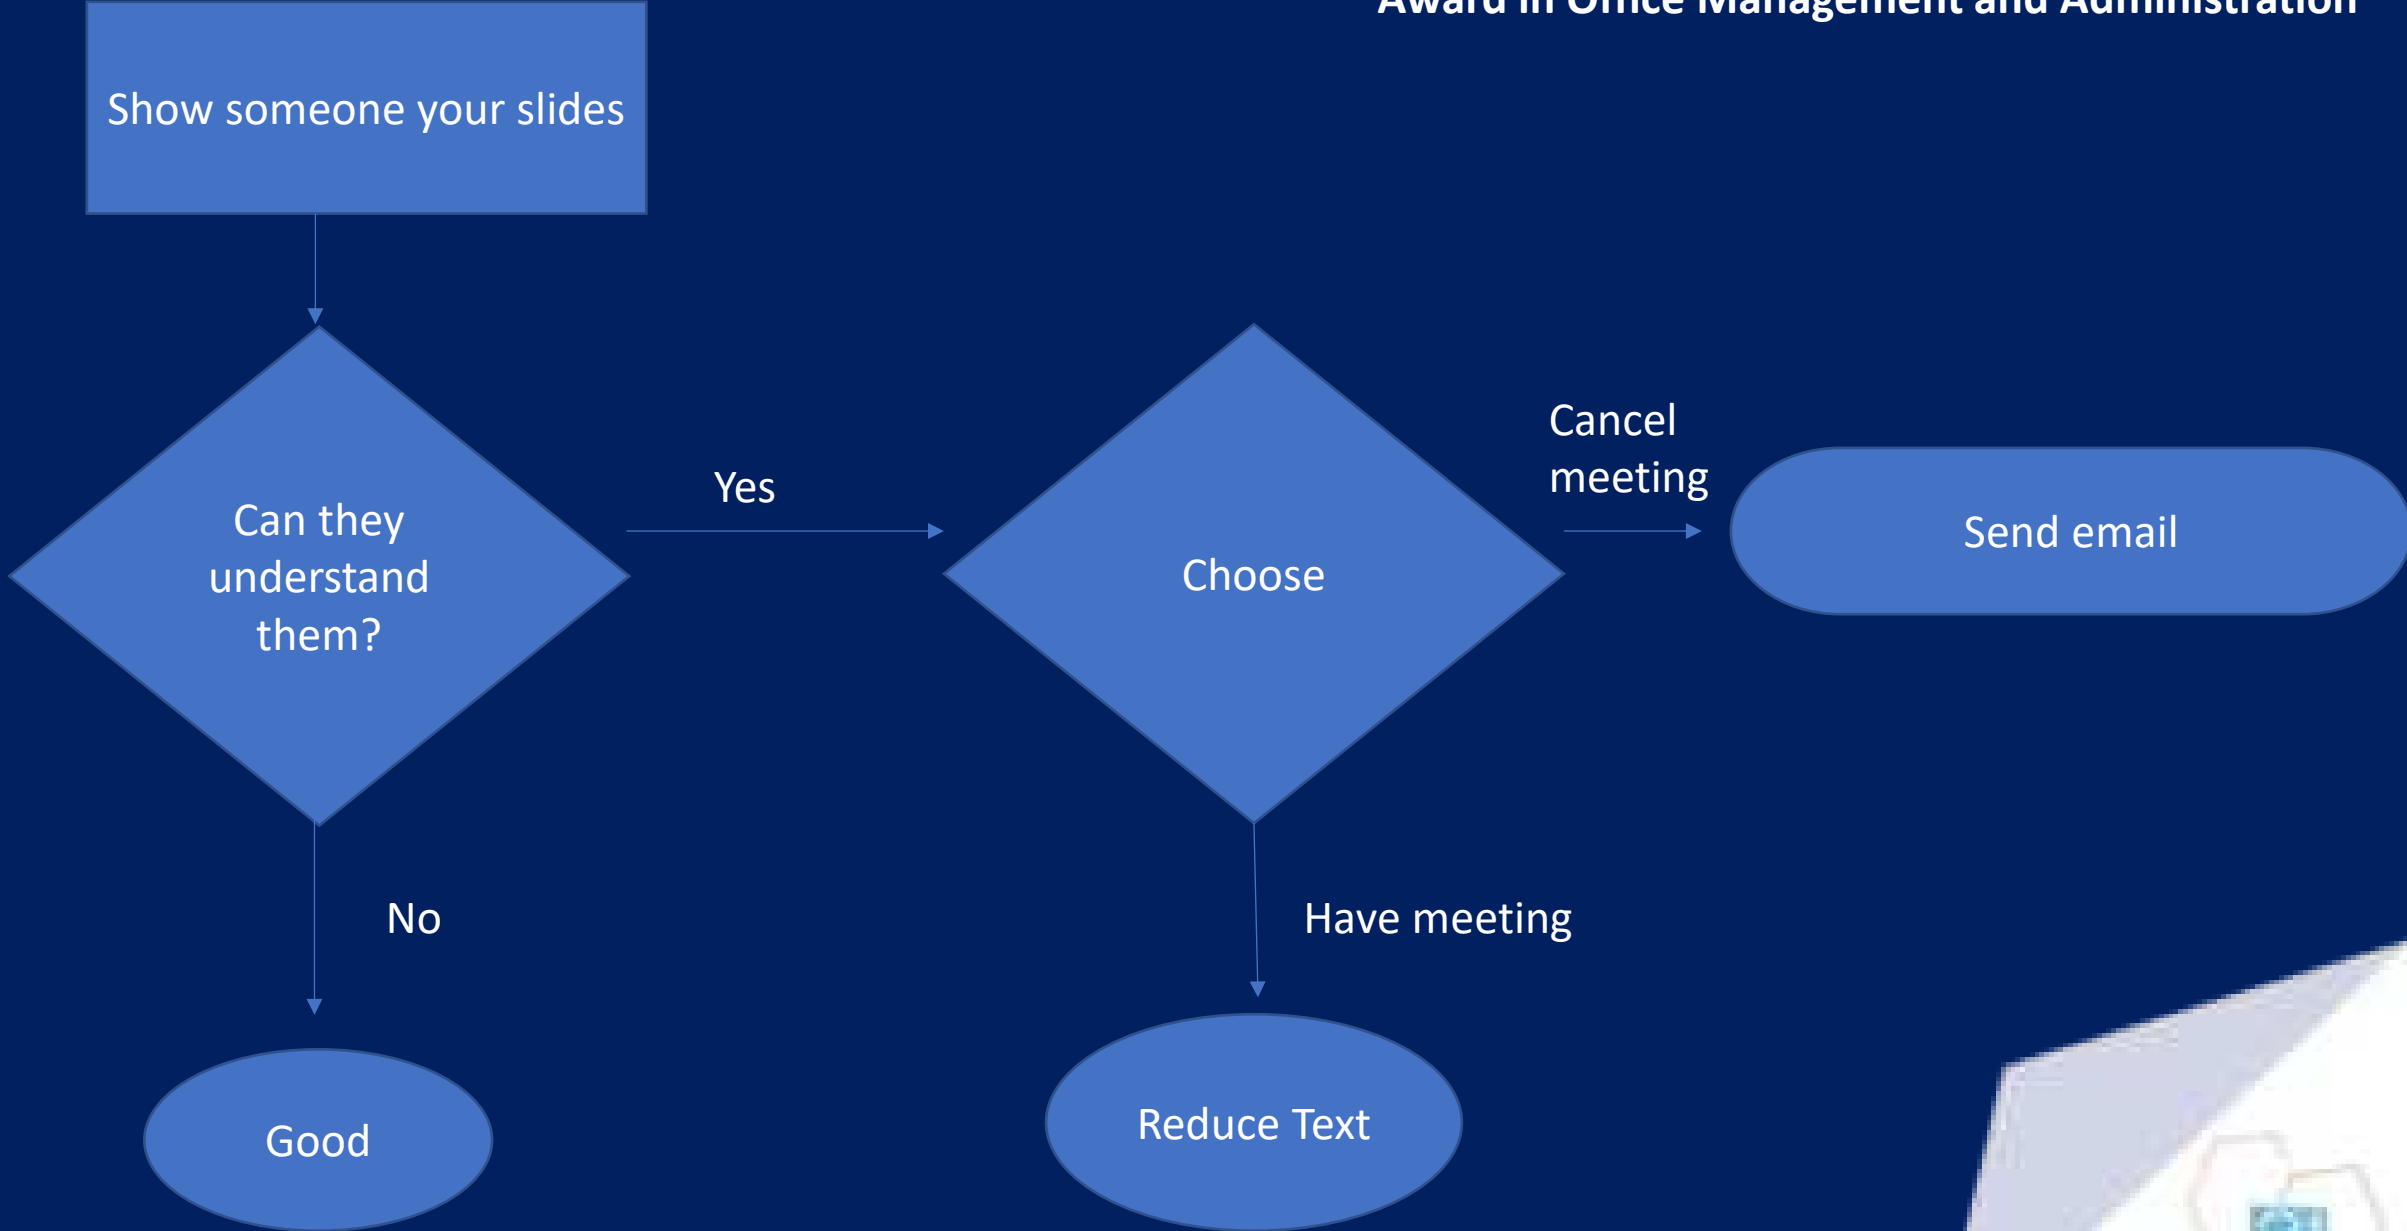 Award in Office Management and Administration
Show someone your slides
Can they
understand
them?
Yes
Choose
Cancel
meeting
Send email
No
Have meeting
Good
Reduce Text